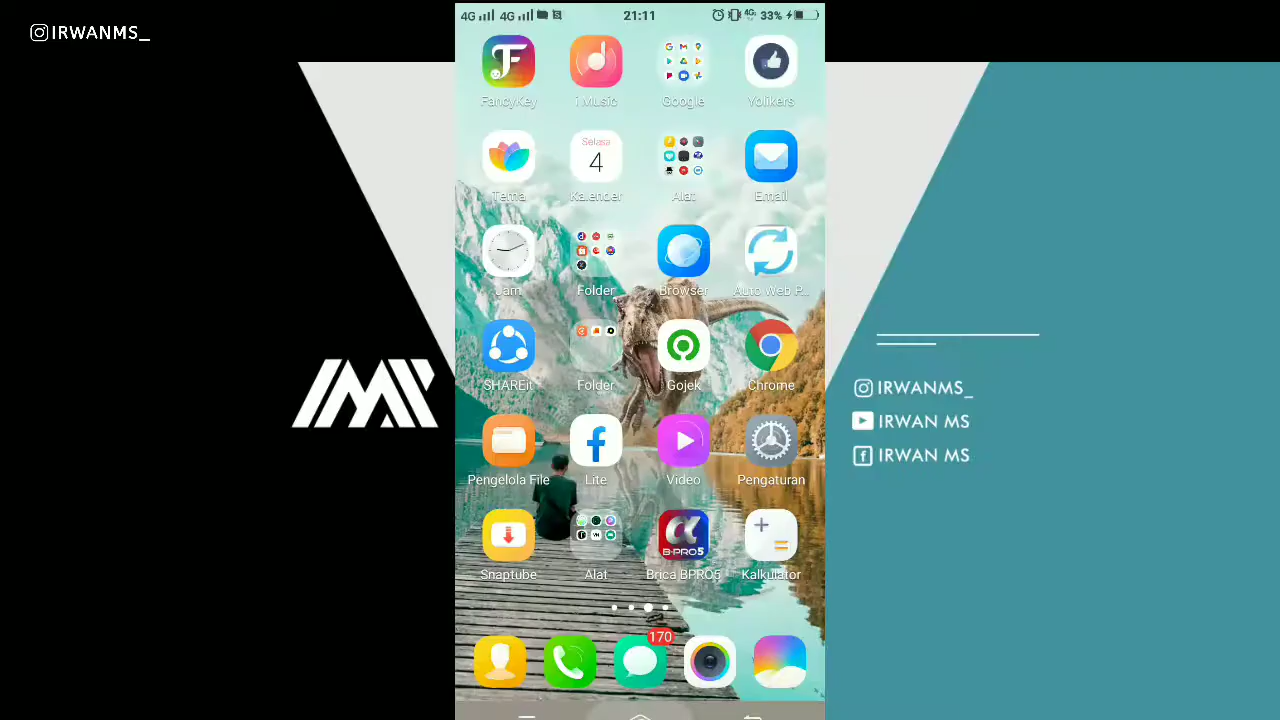 IRWANMS_
4G 4G 21:11 4G 33%
FancyKey i Music Google Yolikers
Selasa
4
Tema Kalender Alat Email
Jam Folder Browser Auto Web R..
SHAREit Folder Gojek Chrome
Pengelola File Lite Video Pengaturan
α
B-PRO5
Snaptube Alat Brica BPRO5 Kalkulator
170
IRWANMS_
IRWAN MS
IRWAN MS